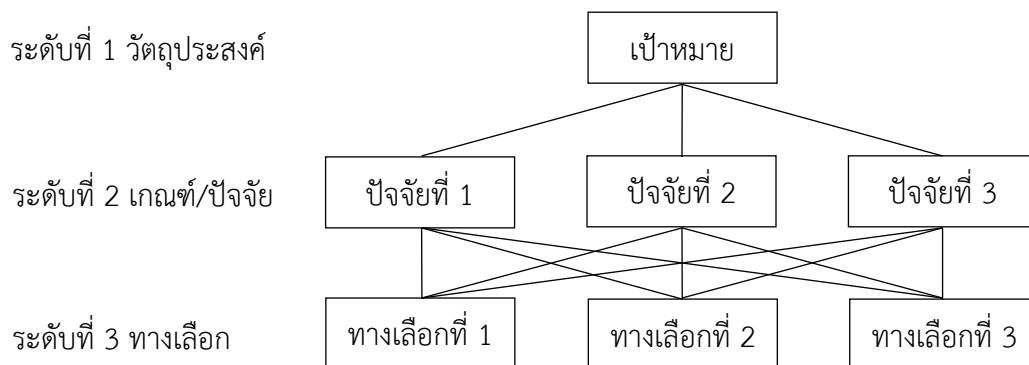 ระดับที่ 1 วัตถุประสงค์
เป้าหมาย
ระดับที่ 2 เกณฑ์/ปัจจัย
ปัจจัยที่ 1
ปัจจัยที่ 2
ปัจจัยที่ 3
ระดับที่ 3 ทางเลือก
ทางเลือกที่ 1
ทางเลือกที่ 2
ทางเลือกที่ 3